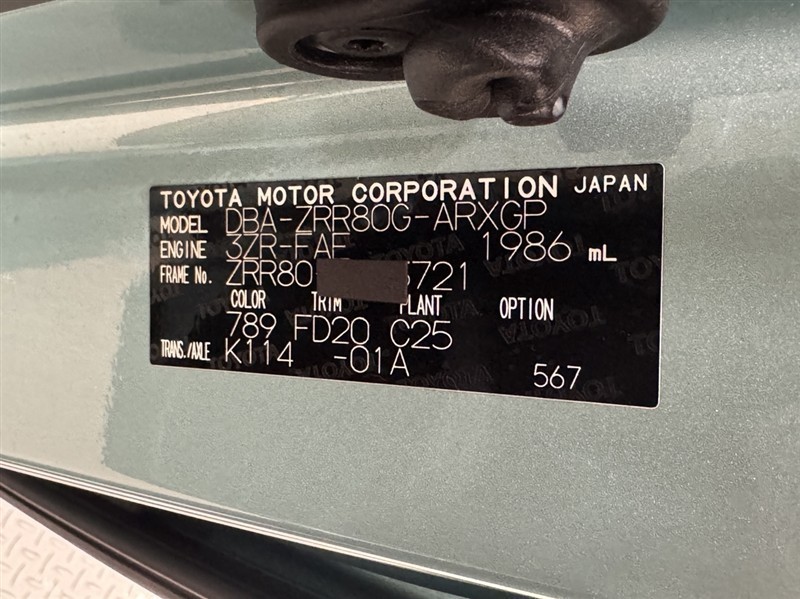 TOYOTA MOTOR CORPORATION JAPAN
MODEL DBA-ZRR80G-ARXGP
ENGINE 3ZR-FAE 1986 mL
FRAME No. ZRR80 5721
COLOR TRIM PLANT OPTION
789 FD20 C25
TRANS./AXLE K114 -01A
567